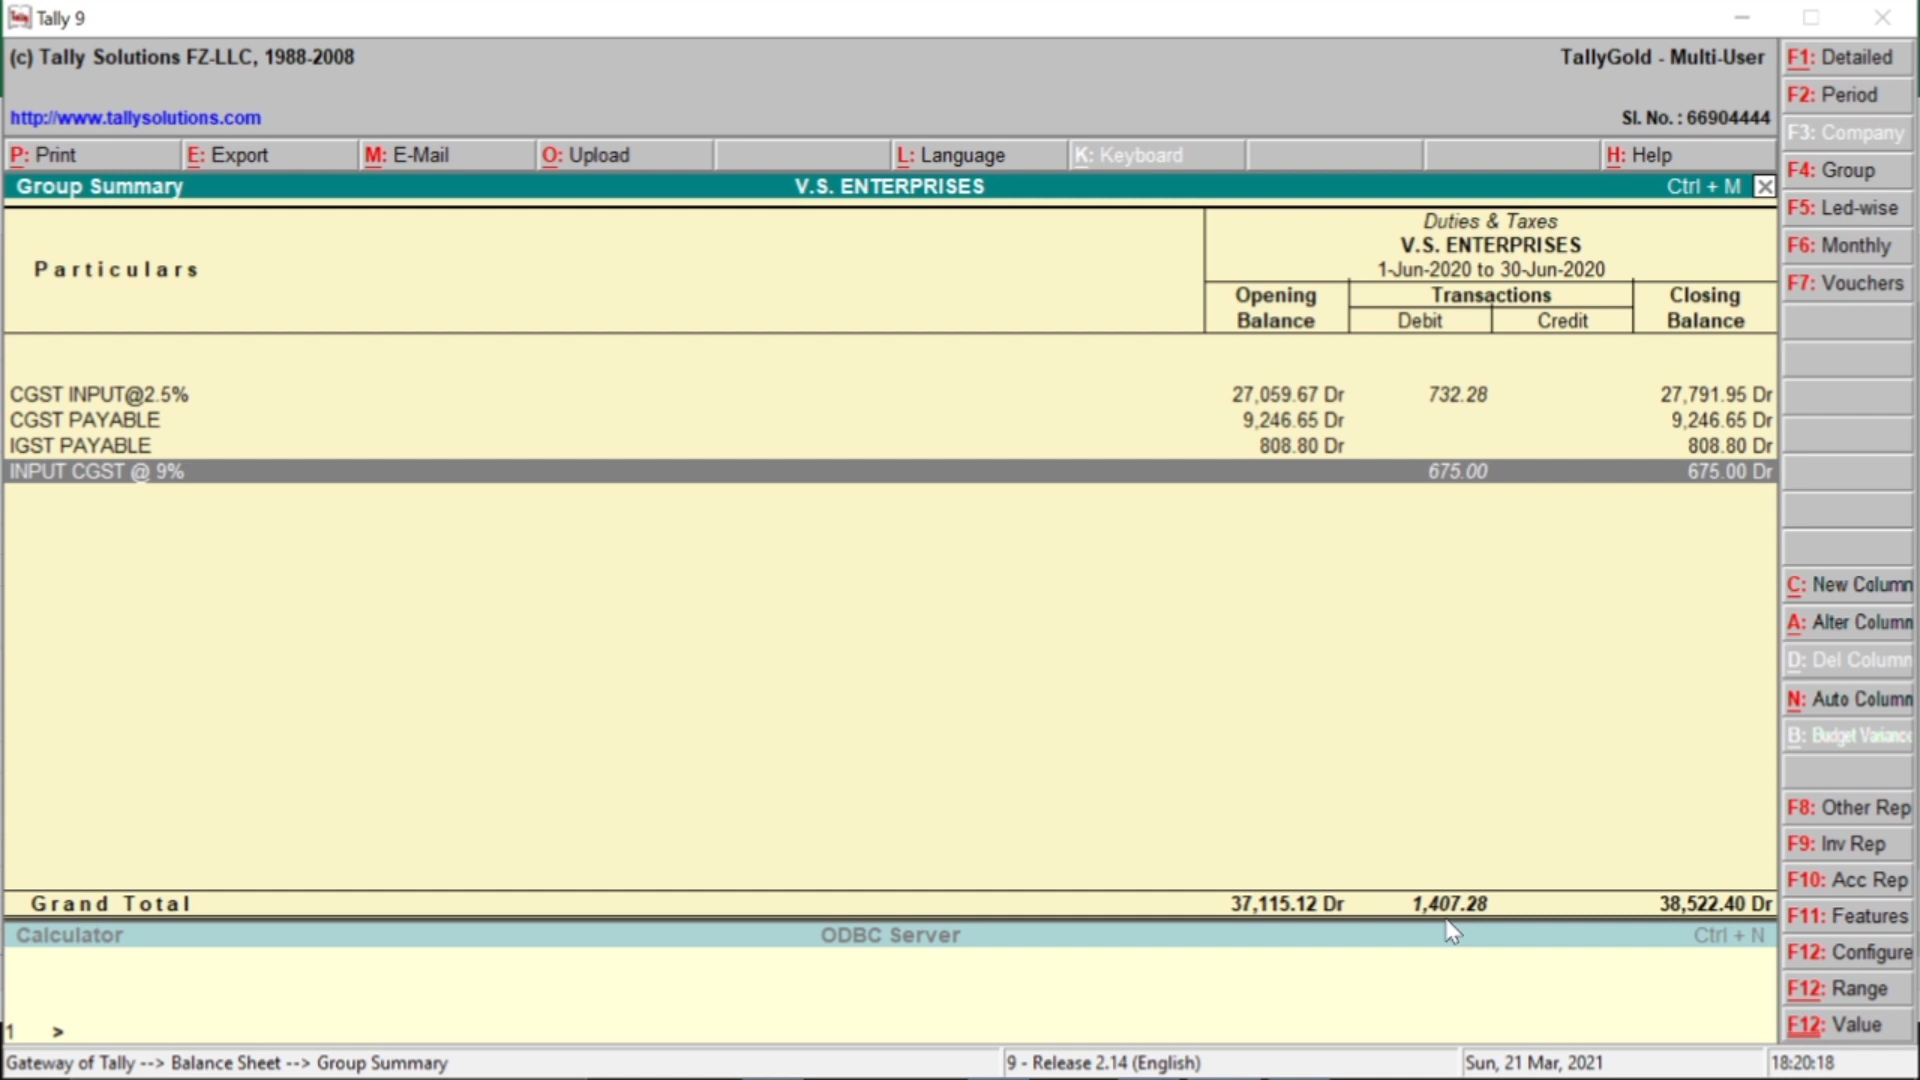 Tally 9
(c) Tally Solutions FZ-LLC, 1988-2008
TallyGold - Multi-User
http://www.tallysolutions.com
Sl. No. : 66904444
P: Print E: Export M: E-Mail O: Upload L: Language K: Keyboard H: Help
Group Summary V.S. ENTERPRISES Ctrl + M
Particulars
Duties & Taxes
V.S. ENTERPRISES
1-Jun-2020 to 30-Jun-2020
Opening Balance Transactions Closing Balance
Debit Credit
CGST INPUT@2.5% 27,059.67 Dr 732.28 27,791.95 Dr
CGST PAYABLE 9,246.65 Dr 9,246.65 Dr
IGST PAYABLE 808.80 Dr 808.80 Dr
INPUT CGST @ 9% 675.00 675.00 Dr
Grand Total 37,115.12 Dr 1,407.28 38,522.40 Dr
Calculator ODBC Server Ctrl + N
1 >
Gateway of Tally --> Balance Sheet --> Group Summary 9 - Release 2.14 (English) Sun, 21 Mar, 2021 18:20:18
F1: Detailed
F2: Period
F3: Company
F4: Group
F5: Led-wise
F6: Monthly
F7: Vouchers
C: New Column
A: Alter Column
D: Del Column
N: Auto Column
B: Budget Variance
F8: Other Rep
F9: Inv Rep
F10: Acc Rep
F11: Features
F12: Configure
F12: Range
F12: Value